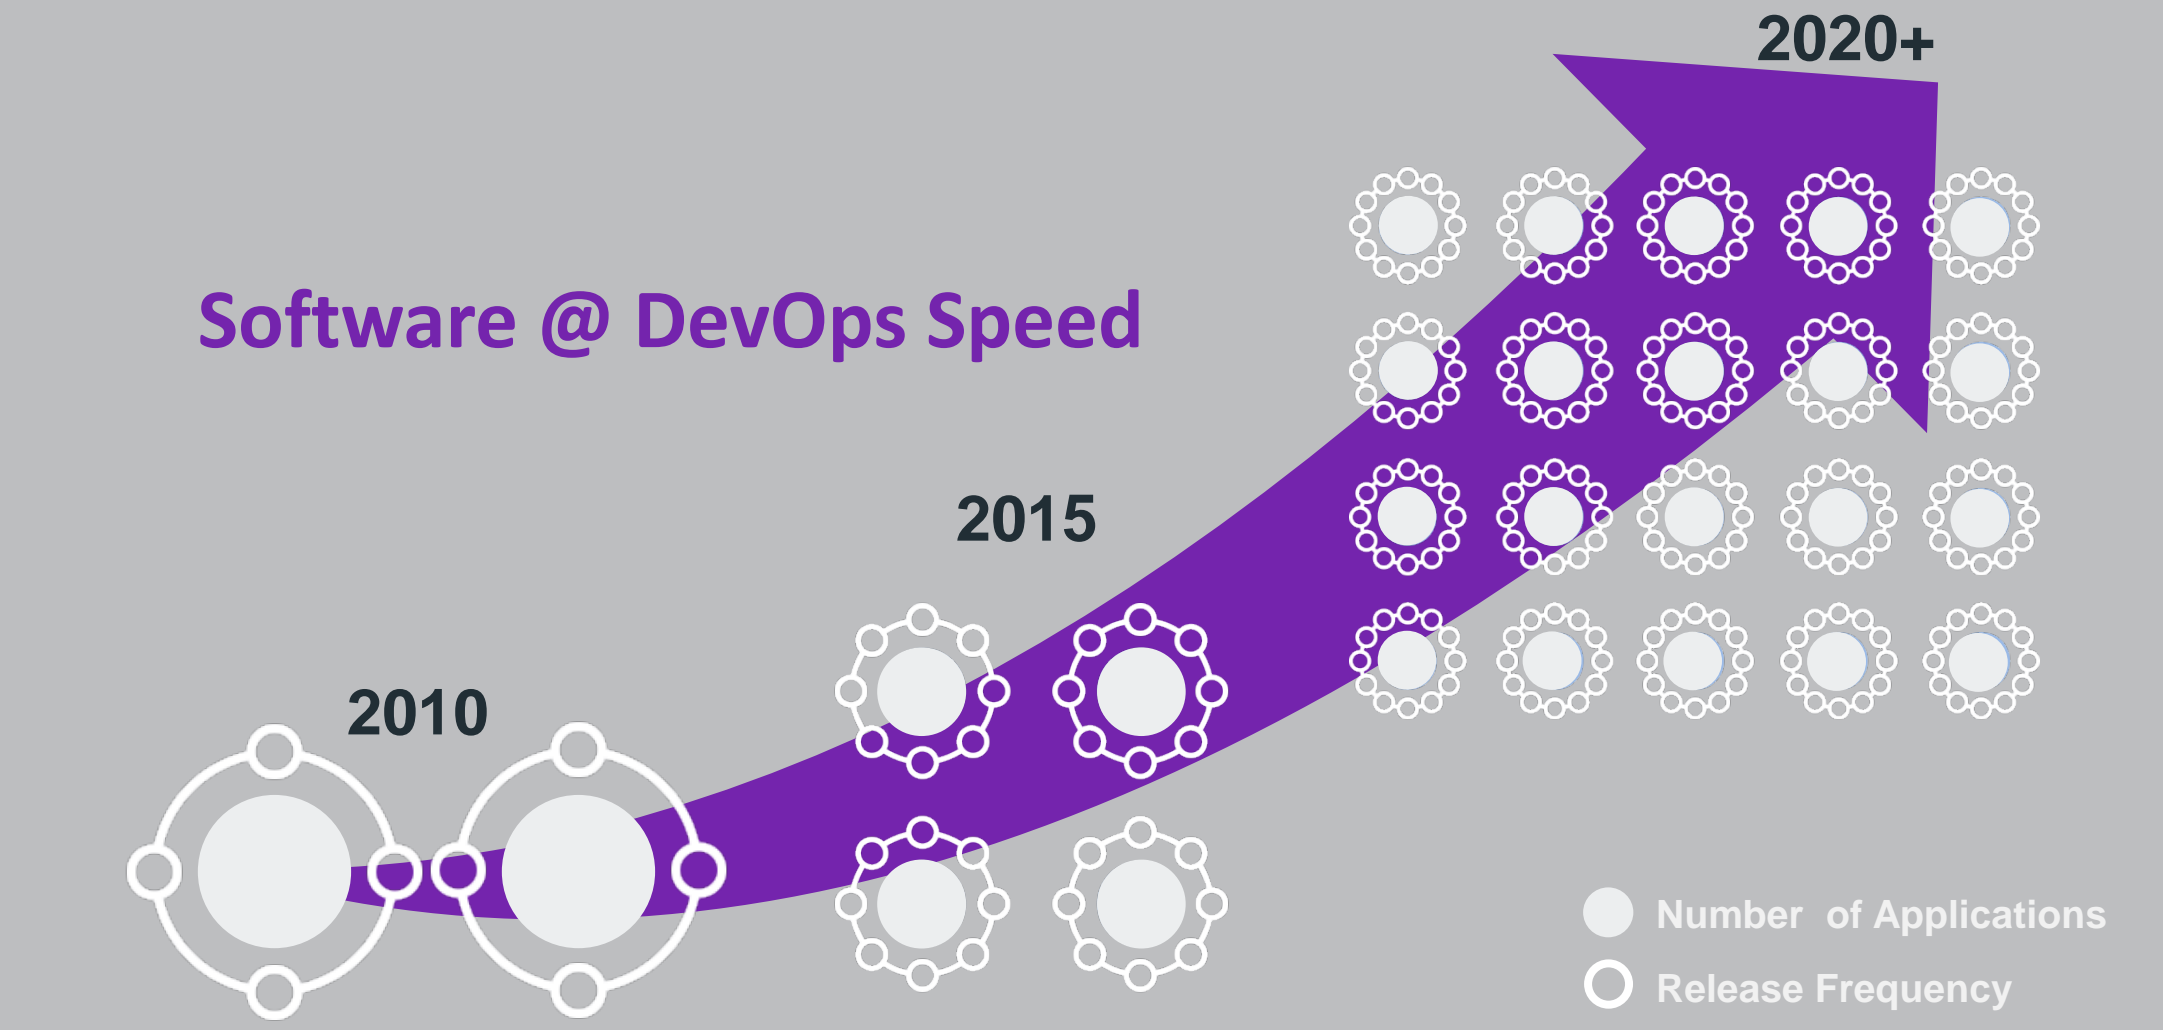 2020+
Software @ DevOps Speed
2015
2010
Number of Applications
Release Frequency